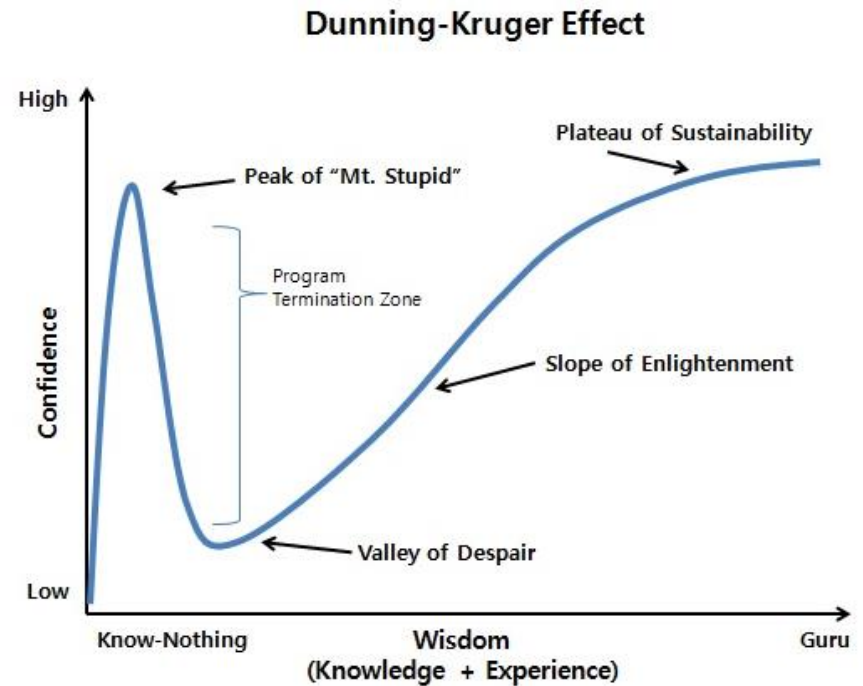 Dunning-Kruger Effect
High
Plateau of Sustainability
Peak of “Mt. Stupid”
Program
Termination Zone
Confidence
Slope of Enlightenment
Valley of Despair
Low
Know-Nothing
Wisdom
Guru
(Knowledge + Experience)